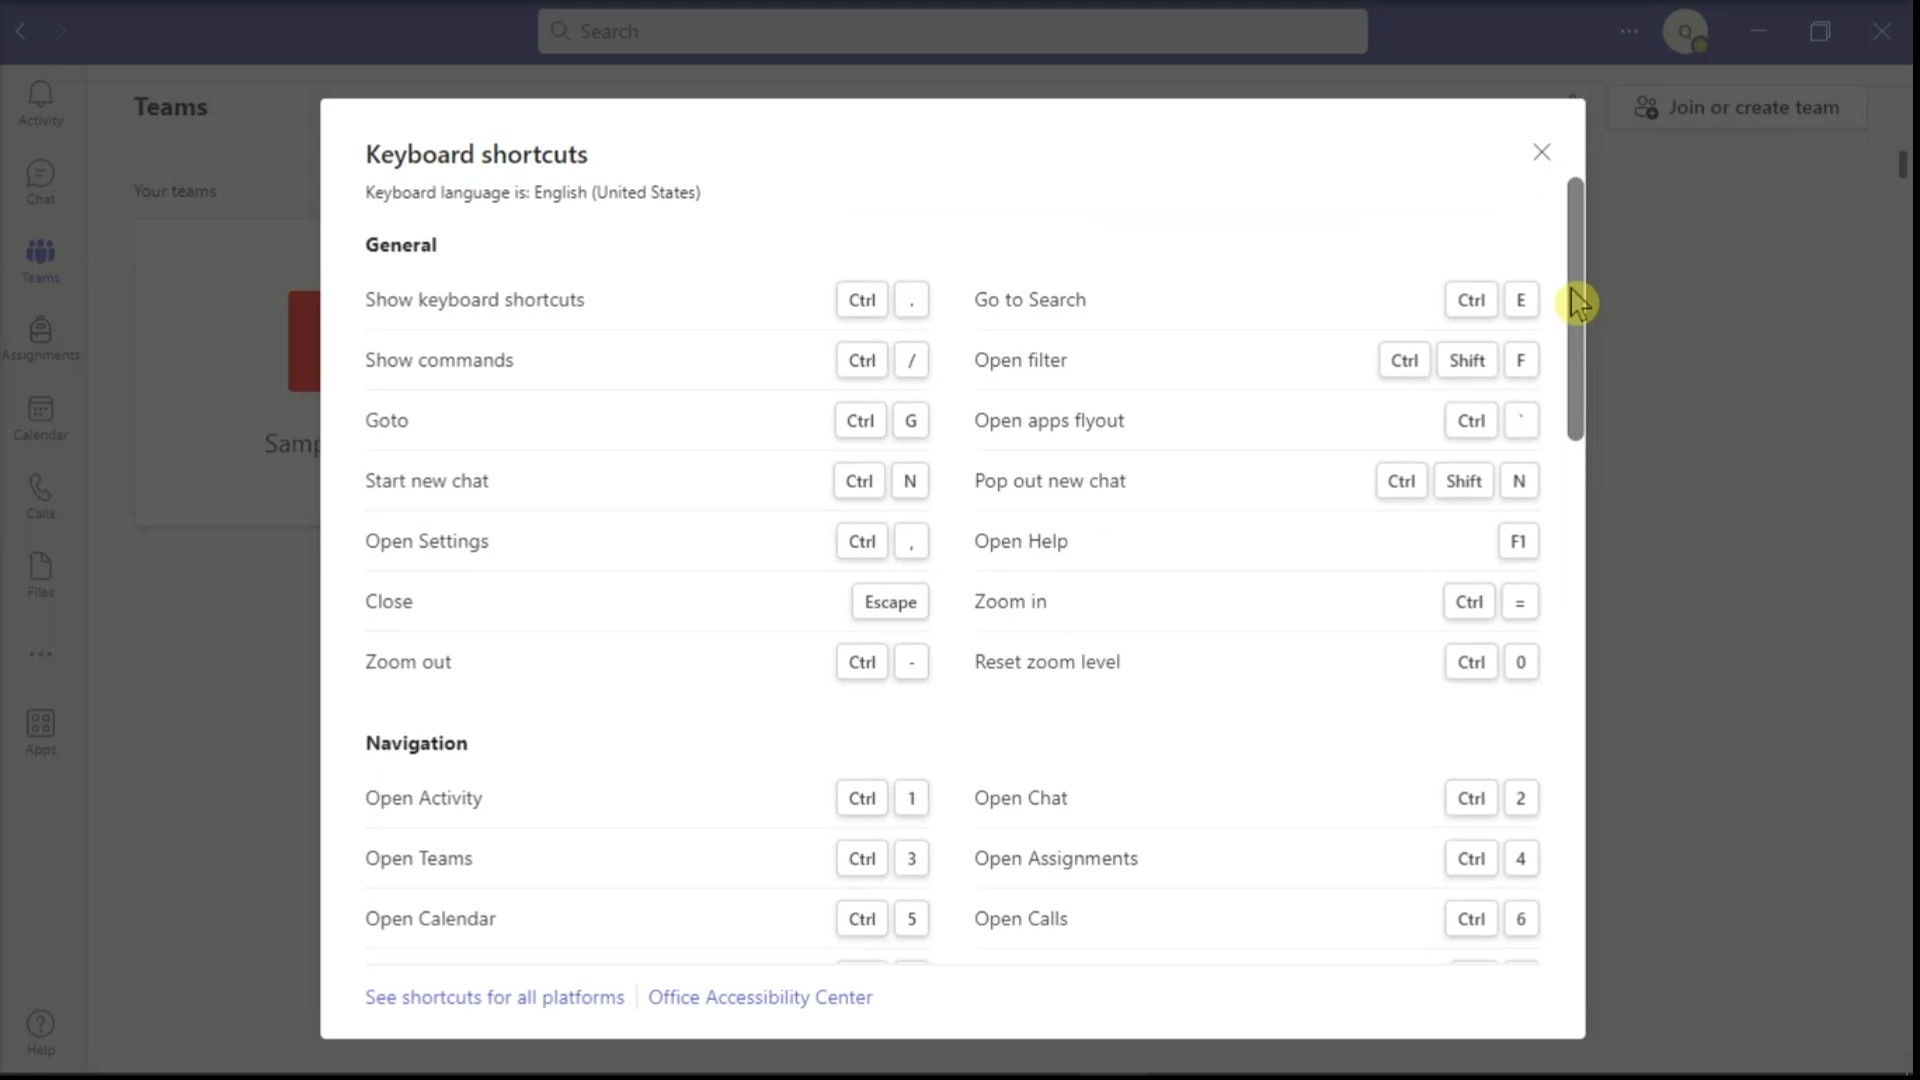 Search
Q
Activity
Chat
Teams
Assignments
Calendar
Calls
Files
Apps
Help
Teams
Join or create team
Your teams
Samp
Keyboard shortcuts
Keyboard language is: English (United States)
General
Show keyboard shortcuts Ctrl . Go to Search Ctrl E
Show commands Ctrl / Open filter Ctrl Shift F
Goto Ctrl G Open apps flyout Ctrl `
Start new chat Ctrl N Pop out new chat Ctrl Shift N
Open Settings Ctrl , Open Help F1
Close Escape Zoom in Ctrl =
Zoom out Ctrl - Reset zoom level Ctrl 0
Navigation
Open Activity Ctrl 1 Open Chat Ctrl 2
Open Teams Ctrl 3 Open Assignments Ctrl 4
Open Calendar Ctrl 5 Open Calls Ctrl 6
See shortcuts for all platforms Office Accessibility Center